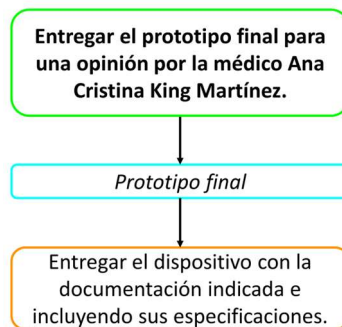 Entregar el prototipo final para
una opinión por la médico Ana
Cristina King Martínez.
Prototipo final
Entregar el dispositivo con la
documentación indicada e
incluyendo sus especificaciones.